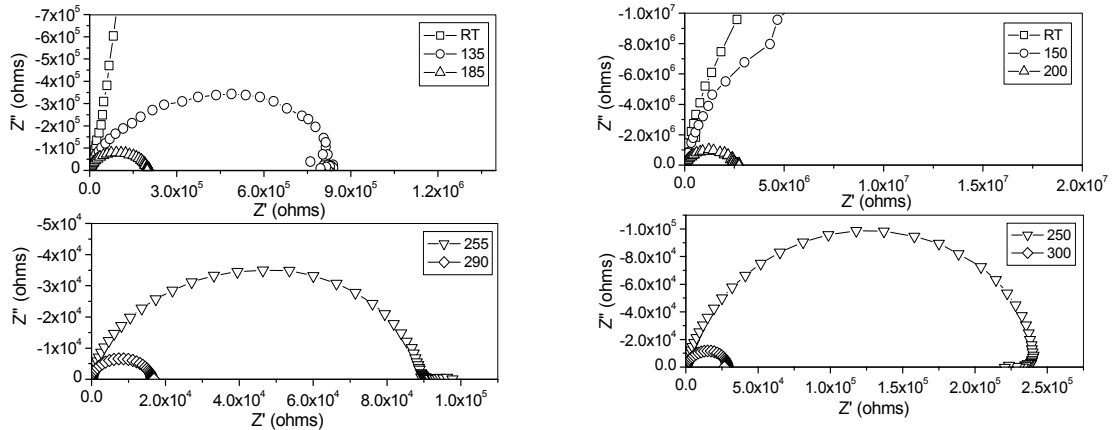 -7x10⁵
-6x10⁵
-5x10⁵
-4x10⁵
-3x10⁵
-2x10⁵
-1x10⁵
0
Z'' (ohms)
RT
135
185
0.0
3.0x10⁵
6.0x10⁵
9.0x10⁵
1.2x10⁶
Z' (ohms)
-1.0x10⁷
-8.0x10⁶
-6.0x10⁶
-4.0x10⁶
-2.0x10⁶
0.0
Z'' (ohms)
RT
150
200
0.0
5.0x10⁶
1.0x10⁷
1.5x10⁷
2.0x10⁷
Z' (ohms)
-5x10⁴
-4x10⁴
-3x10⁴
-2x10⁴
-1x10⁴
0
Z'' (ohms)
255
290
0.0
2.0x10⁴
4.0x10⁴
6.0x10⁴
8.0x10⁴
1.0x10⁵
Z' (ohms)
-1.0x10⁵
-8.0x10⁴
-6.0x10⁴
-4.0x10⁴
-2.0x10⁴
0.0
Z'' (ohms)
250
300
0.0
5.0x10⁴
1.0x10⁵
1.5x10⁵
2.0x10⁵
2.5x10⁵
Z' (ohms)